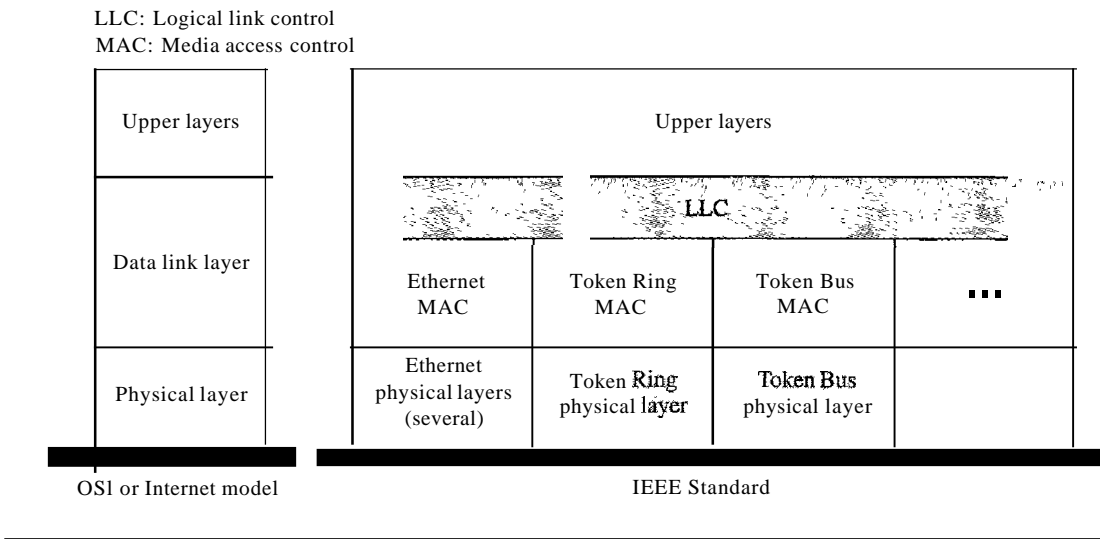 LLC: Logical link control
MAC: Media access control
Upper layers
Data link layer
Physical layer
OSl or Internet model
Upper layers
LLC
Ethernet
MAC
Token Ring
MAC
Token Bus
MAC
Ethernet
physical layers
(several)
Token Ring
physical layer
Token Bus
physical layer
IEEE Standard